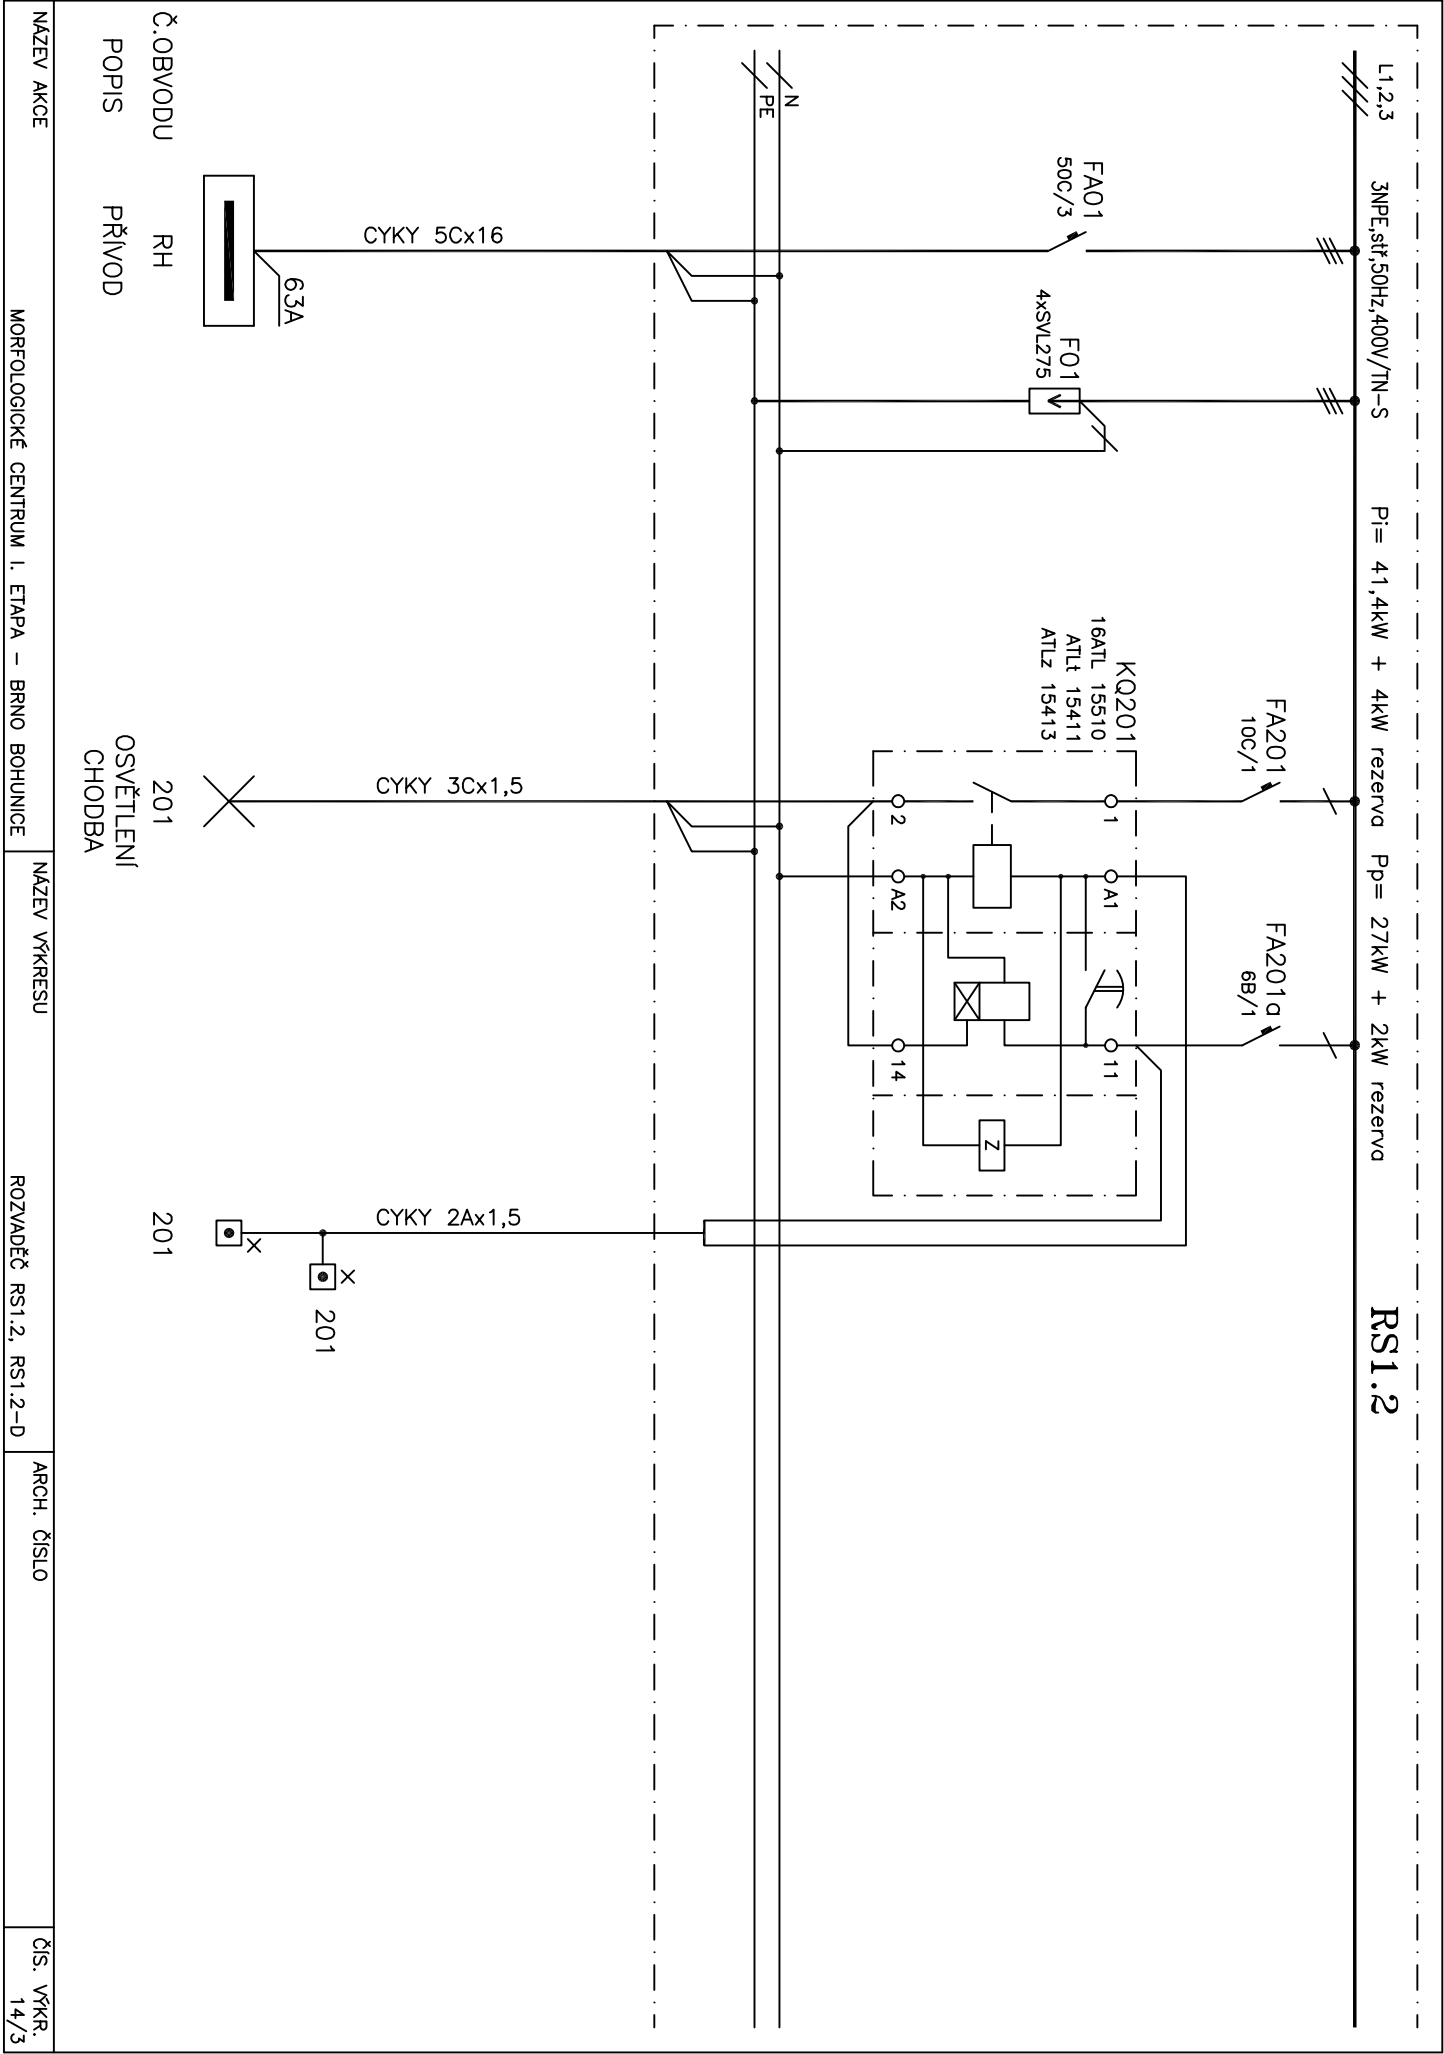 RS1.2
L1,2,3
3NPE,stř,50Hz,400V/TN-S
Pi= 41,4kW + 4kW rezerva
Pp= 27kW + 2kW rezerva
FA01
50C/3
F01
4xSVL275
FA201
10C/1
FA201a
6B/1
KQ201
16ATL 15510
ATLt 15411
ATLz 15413
1
A1
11
2
A2
14
Z
N
PE
CYKY 5Cx16
CYKY 3Cx1,5
CYKY 2Ax1,5
63A
201
Č.OBVODU
RH
201
201
POPIS
PŘÍVOD
OSVĚTLENÍ
CHODBA
NÁZEV AKCE
MORFOLOGICKÉ CENTRUM I. ETAPA - BRNO BOHUNICE
NÁZEV VÝKRESU
ROZVADĚČ RS1.2, RS1.2-D
ARCH. ČÍSLO
ČÍS. VÝKR.
14/3